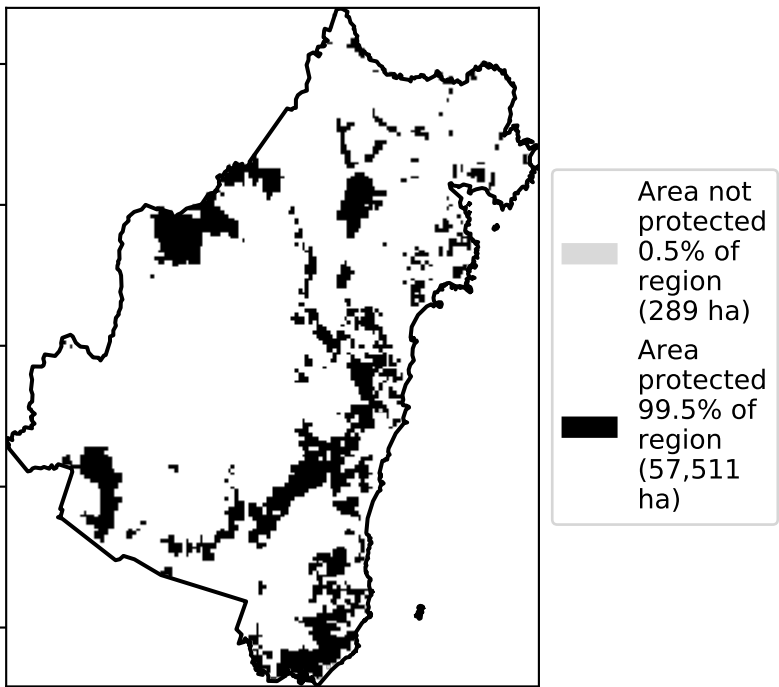 Area not
protected
0.5% of
region
(289 ha)
Area
protected
99.5% of
region
(57,511
ha)